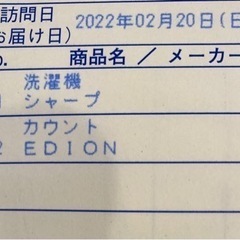 訪問日
お届け日)
2022年02月20日(日
o.
商品名 / メーカー
洗濯機
シャープ
カウント
2 EDION